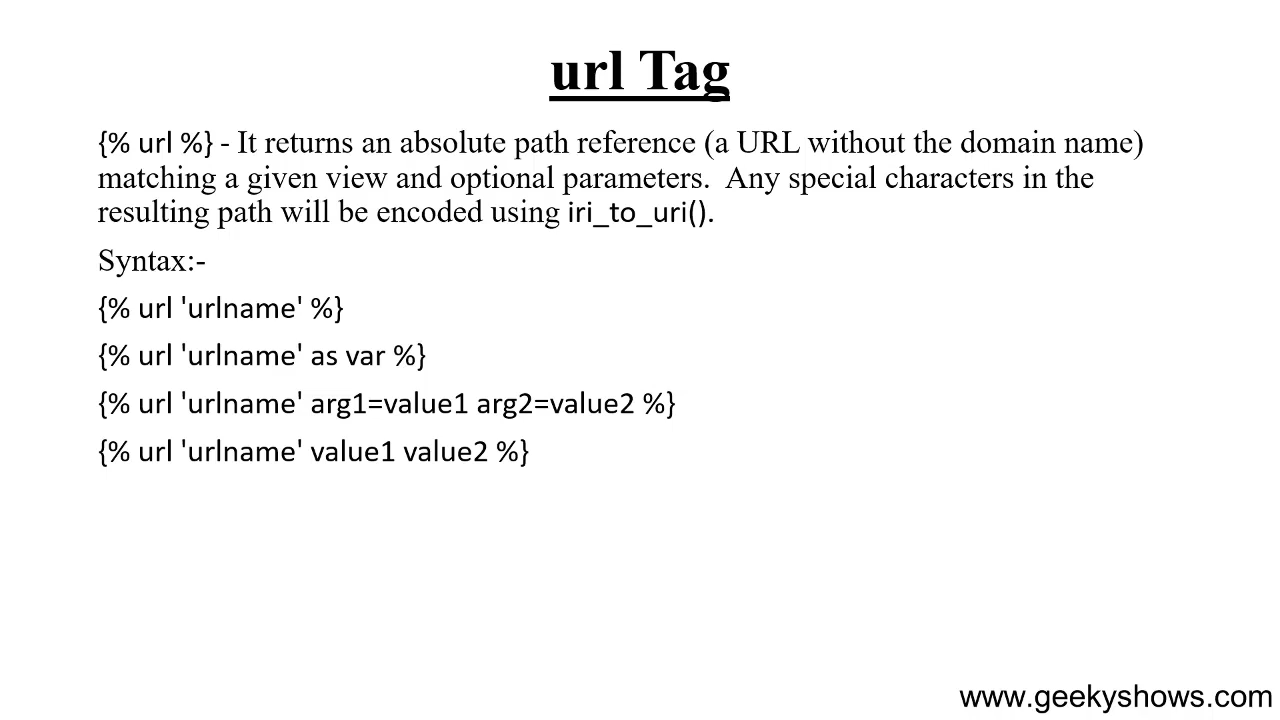 url Tag
{% url %} - It returns an absolute path reference (a URL without the domain name)
matching a given view and optional parameters.  Any special characters in the
resulting path will be encoded using iri_to_uri().
Syntax:-
{% url 'urlname' %}
{% url 'urlname' as var %}
{% url 'urlname' arg1=value1 arg2=value2 %}
{% url 'urlname' value1 value2 %}
www.geekyshows.com